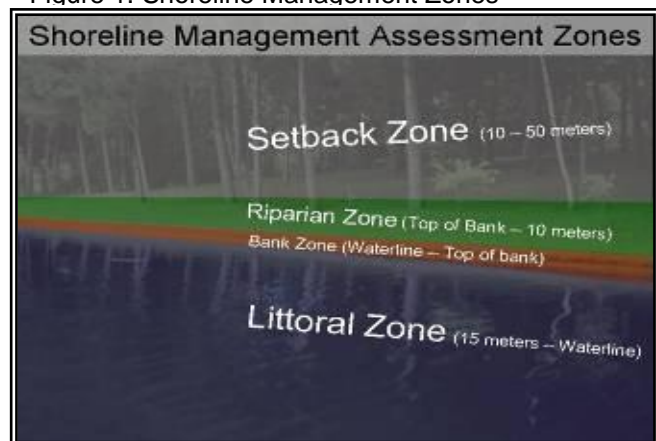 Figure 1: Shoreline Management Zones
Shoreline Management Assessment Zones
Setback Zone (10 – 50 meters)
Riparian Zone (Top of Bank – 10 meters)
Bank Zone (Waterline – Top of bank)
Littoral Zone (15 meters – Waterline)